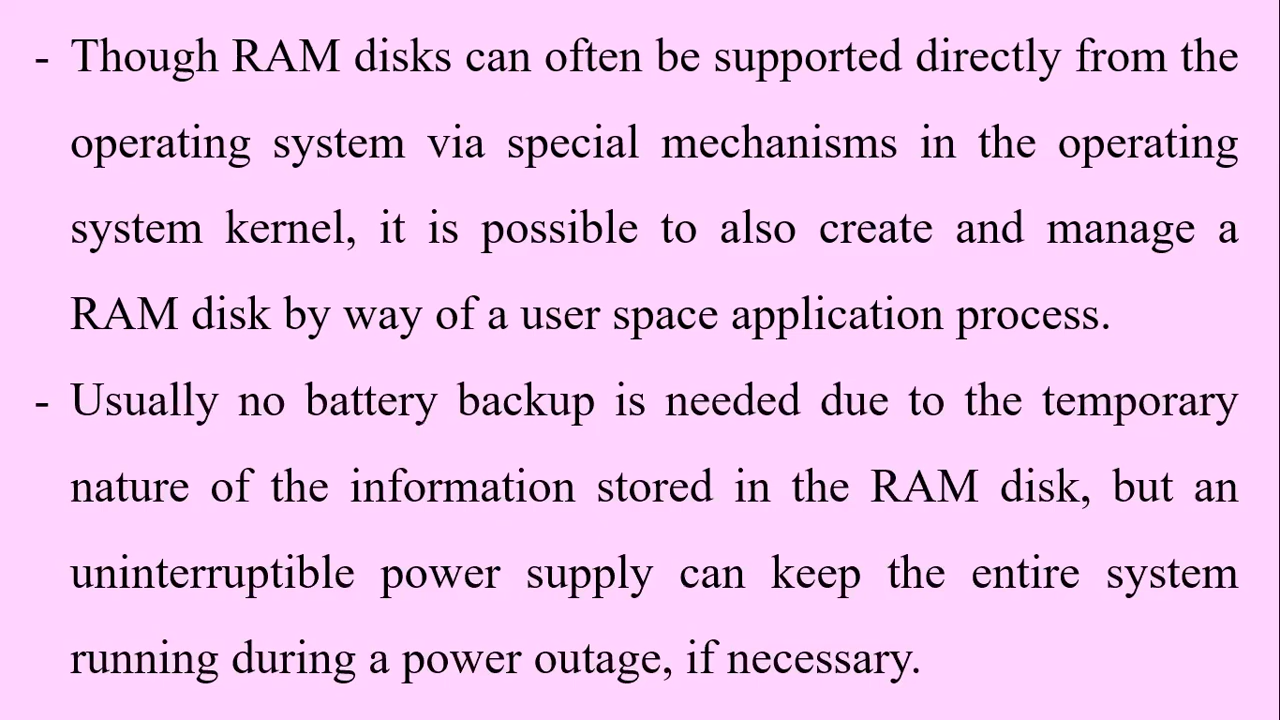 - Though RAM disks can often be supported directly from the
operating system via special mechanisms in the operating
system kernel, it is possible to also create and manage a
RAM disk by way of a user space application process.
- Usually no battery backup is needed due to the temporary
nature of the information stored in the RAM disk, but an
uninterruptible power supply can keep the entire system
running during a power outage, if necessary.